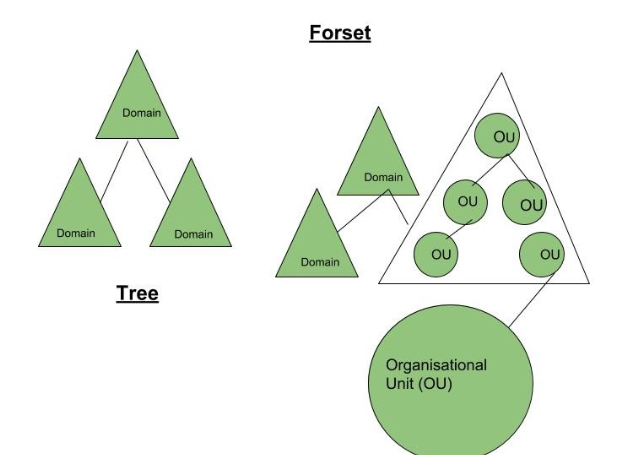 Forset
Domain
Domain
Domain
Tree
Domain
Domain
OU
OU
OU
OU
OU
Organisational
Unit (OU)